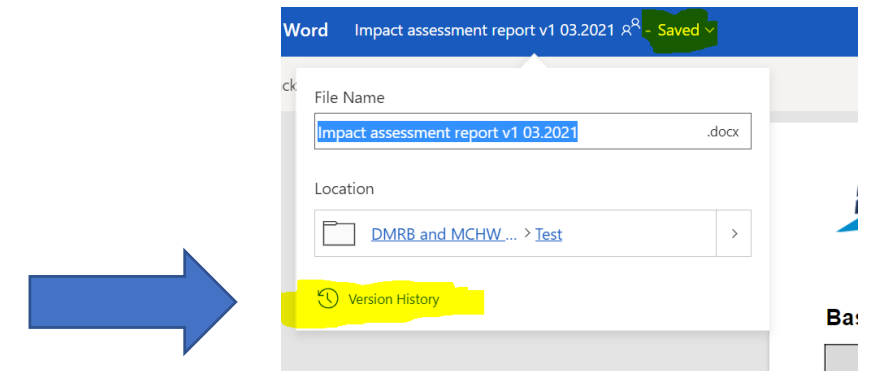 Word Impact assessment report v1 03.2021 - Saved
ck
File Name
Impact assessment report v1 03.2021 .docx
Location
DMRB and MCHW ... > Test >
Version History
Bas